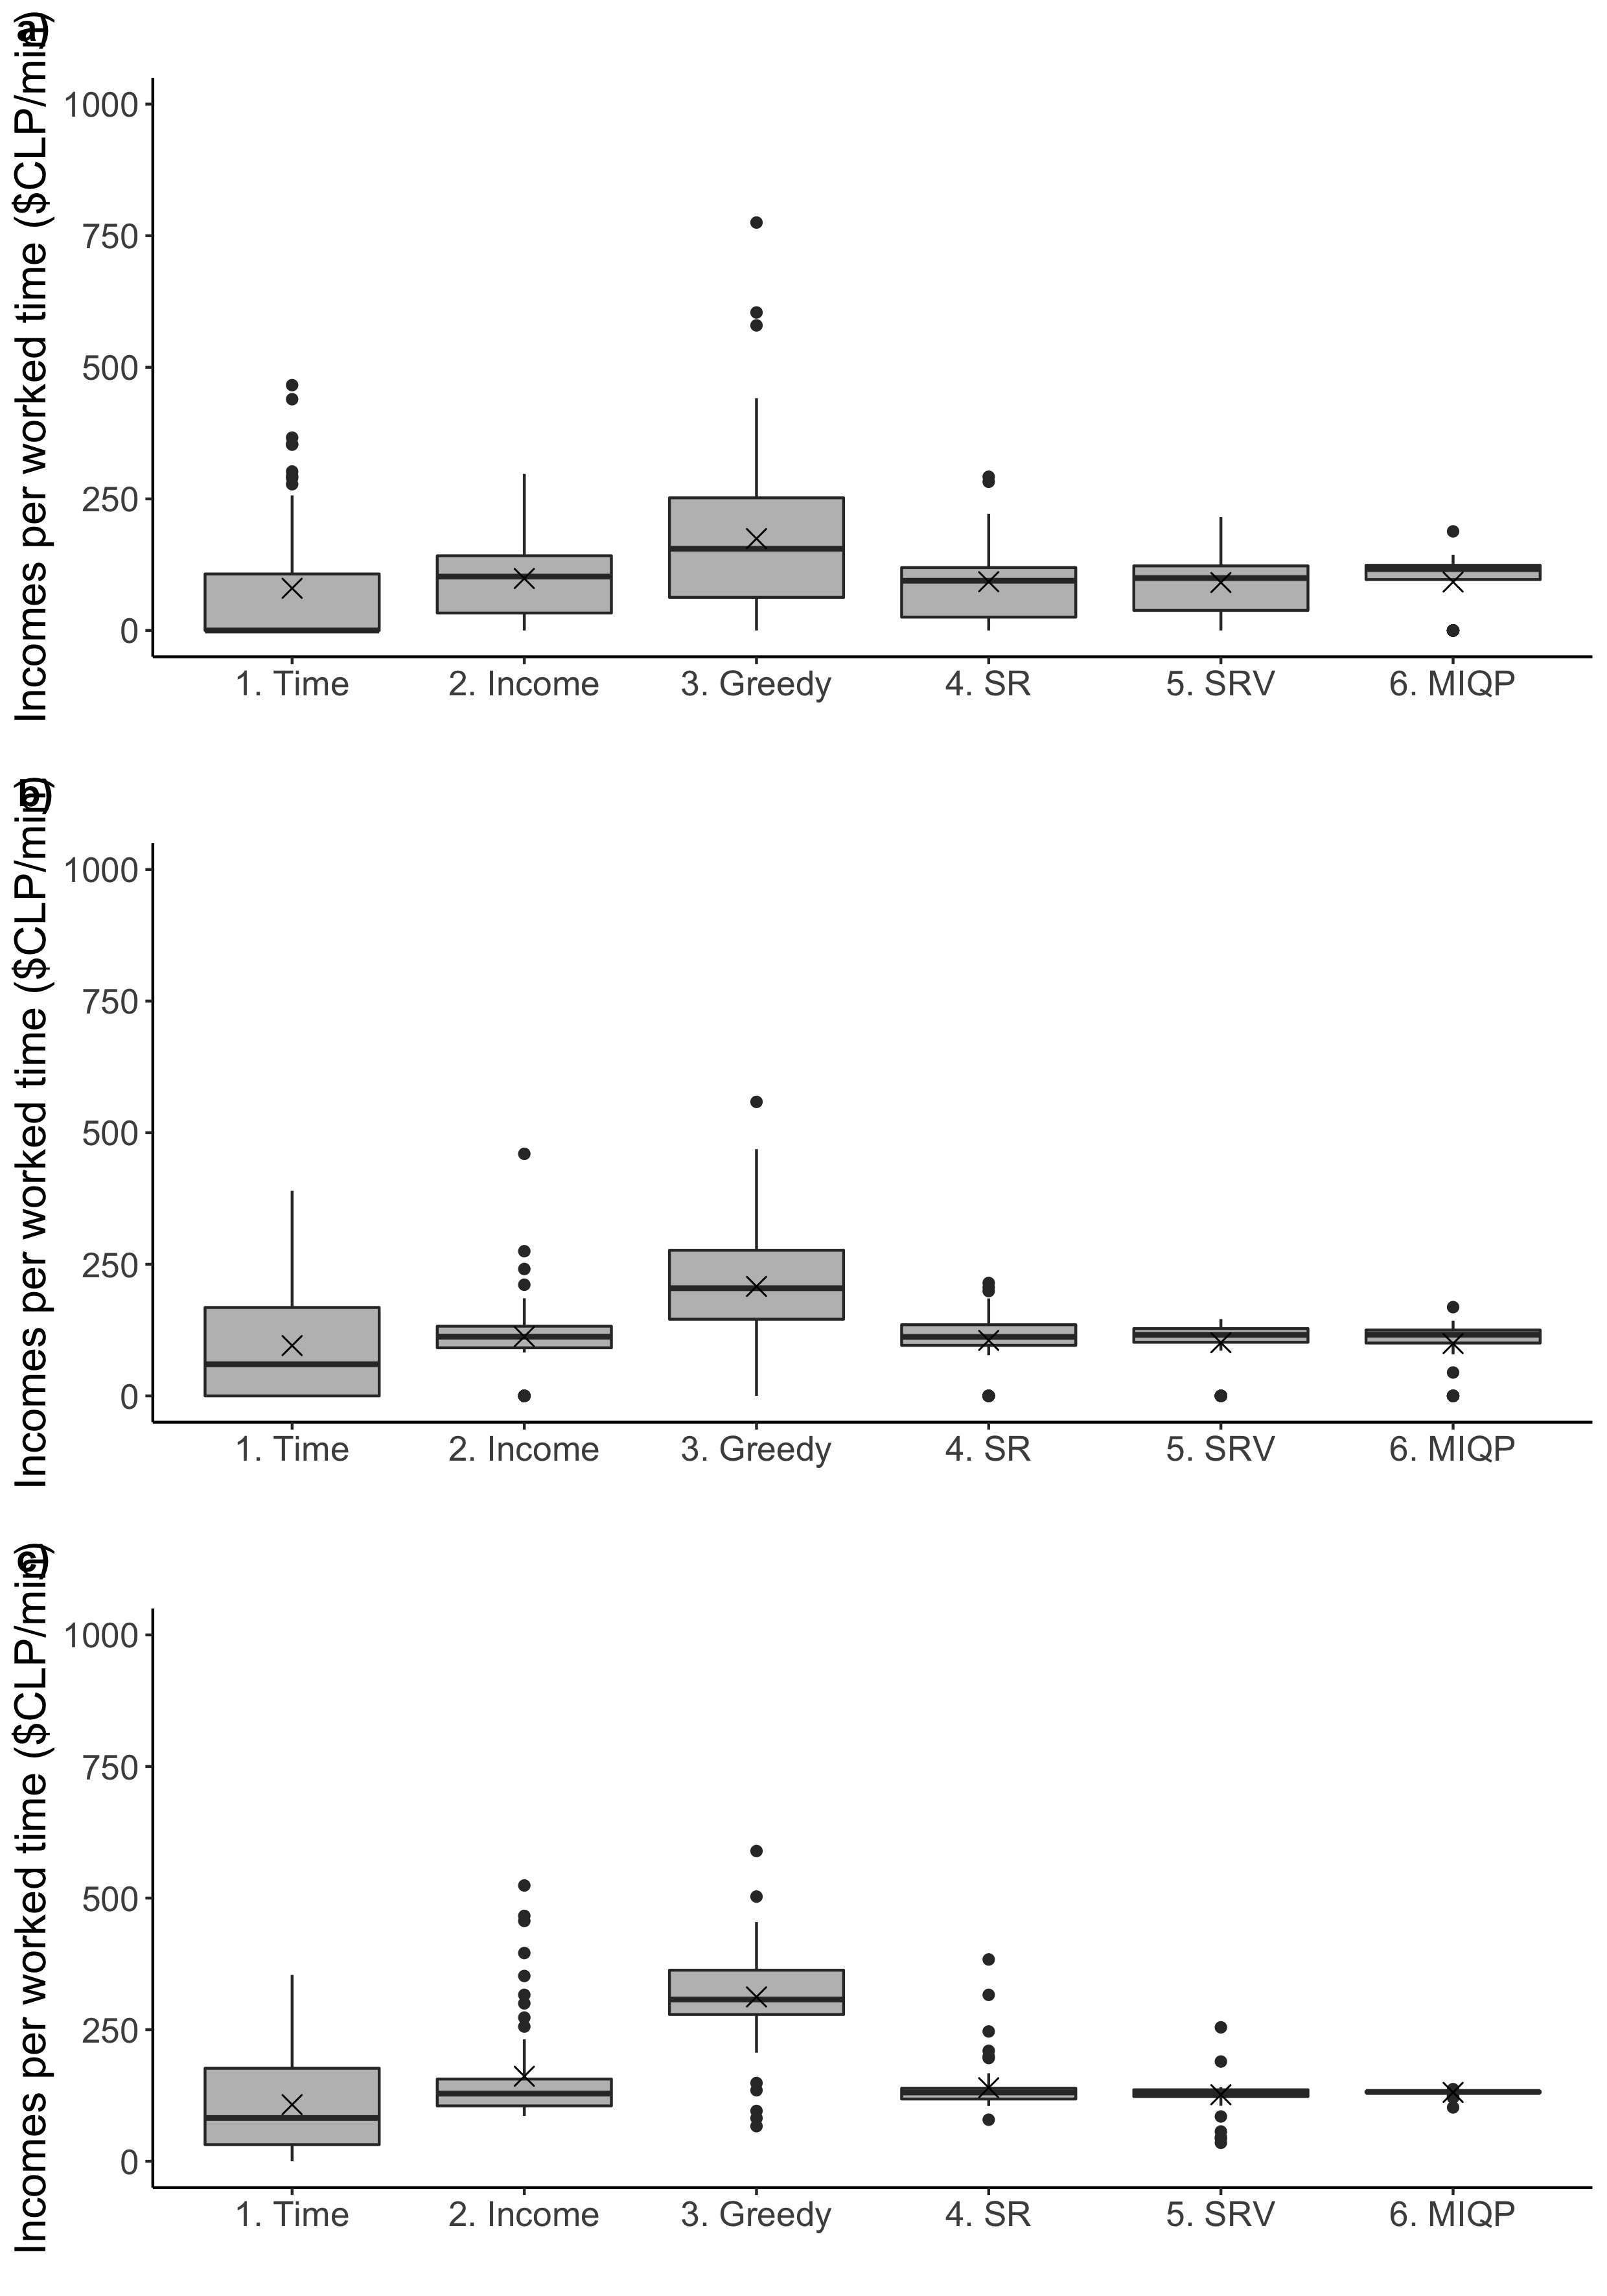 a)
Incomes per worked time ($CLP/min)
1000
750
500
250
0
1. Time 2. Income 3. Greedy 4. SR 5. SRV 6. MIQP
b)
Incomes per worked time ($CLP/min)
1000
750
500
250
0
1. Time 2. Income 3. Greedy 4. SR 5. SRV 6. MIQP
c)
Incomes per worked time ($CLP/min)
1000
750
500
250
0
1. Time 2. Income 3. Greedy 4. SR 5. SRV 6. MIQP